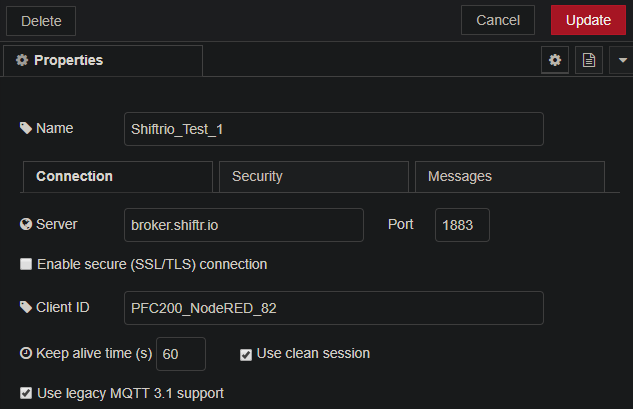 Delete Cancel Update
Properties
Name Shiftrio_Test_1
Connection Security Messages
Server broker.shiftr.io Port 1883
Enable secure (SSL/TLS) connection
Client ID PFC200_NodeRED_82
Keep alive time (s) 60 Use clean session
Use legacy MQTT 3.1 support